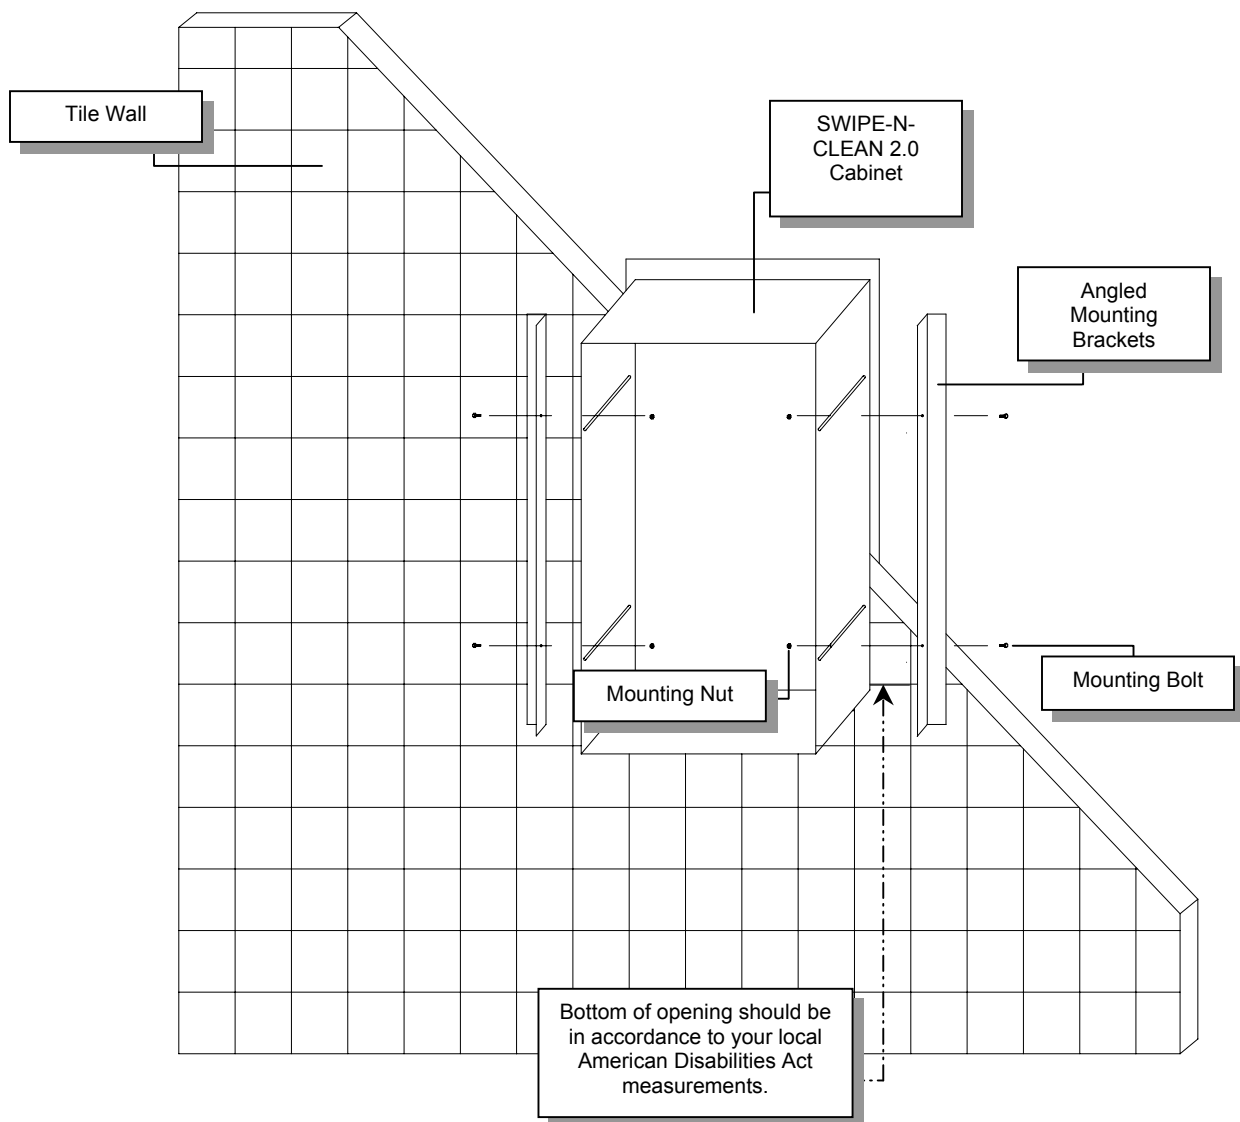 Tile Wall
SWIPE-N-
CLEAN 2.0
Cabinet
Angled
Mounting
Brackets
Mounting Nut
Mounting Bolt
Bottom of opening should be
in accordance to your local
American Disabilities Act
measurements.